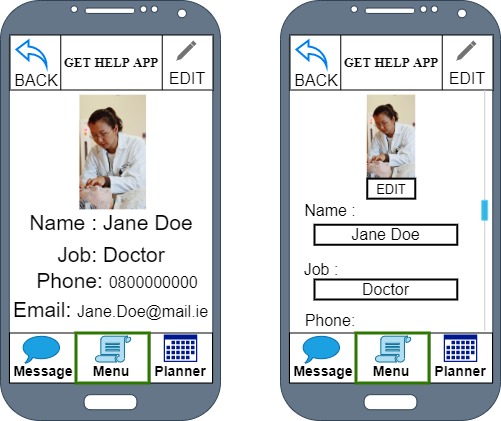 BACK
GET HELP APP
EDIT
Name : Jane Doe
Job: Doctor
Phone: 0800000000
Email: Jane.Doe@mail.ie
Message
Menu
Planner
BACK
GET HELP APP
EDIT
EDIT
Name :
Jane Doe
Job :
Doctor
Phone:
Message
Menu
Planner